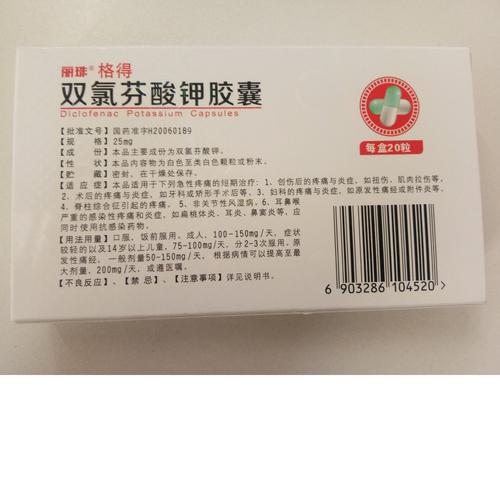 丽珠® 格得
双氯芬酸钾胶囊
Diclofenac Potassium Capsules
【批准文号】国药准字H20060189
【规 格】25mg
【成 份】本品主要成份为双氯芬酸钾。
【性 状】本品内容物为白色至类白色颗粒或粉末。
【贮 藏】密封，在干燥处保存。
【适 应 症】本品适用于下列急性疼痛的短期治疗：1、创伤后的疼痛与炎症，如扭伤、肌肉拉伤等。
2、术后的疼痛与炎症，如牙科或矫形手术后等。3、妇科的疼痛与炎症，如原发性痛经或附件炎等。
4、脊柱综合征引起的疼痛。5、非关节性风湿病。6、耳鼻喉
严重的感染性疼痛和炎症，如扁桃体炎、耳炎、鼻窦炎等，应
同时使用抗感染药物。
【用法用量】口服，饭前服用。成人，100-150mg/天，症状
较轻的以及14岁以上儿童，75-100mg/天，分2-3次服用。原
发性痛经，一般剂量50-150mg/天，根据病情可以提高至最
大剂量，200mg/天，或遵医嘱。
【不良反应】、【禁 忌】、【注意事项】详见说明书。
每盒20粒
6 903286 104520